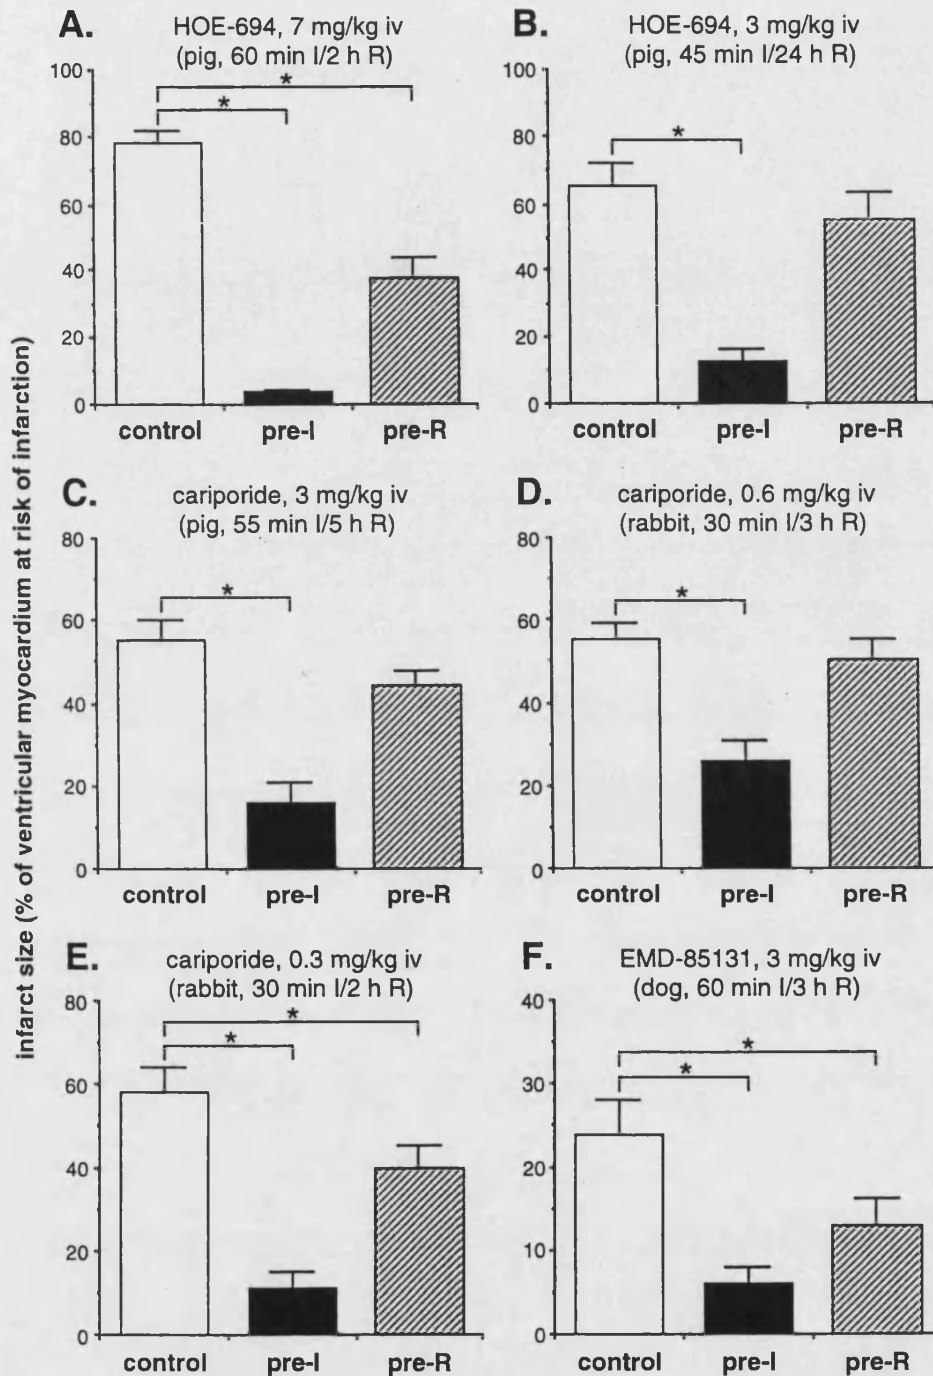 infarct size (% of ventricular myocardium at risk of infarction)
A.
HOE-694, 7 mg/kg iv
(pig, 60 min I/2 h R)
100
80
60
40
20
0
*
*
control pre-I pre-R
B.
HOE-694, 3 mg/kg iv
(pig, 45 min I/24 h R)
100
80
60
40
20
0
*
control pre-I pre-R
C.
cariporide, 3 mg/kg iv
(pig, 55 min I/5 h R)
80
60
40
20
0
*
control pre-I pre-R
D.
cariporide, 0.6 mg/kg iv
(rabbit, 30 min I/3 h R)
80
60
40
20
0
*
control pre-I pre-R
E.
cariporide, 0.3 mg/kg iv
(rabbit, 30 min I/2 h R)
80
60
40
20
0
*
*
control pre-I pre-R
F.
EMD-85131, 3 mg/kg iv
(dog, 60 min I/3 h R)
40
30
20
10
0
*
*
control pre-I pre-R